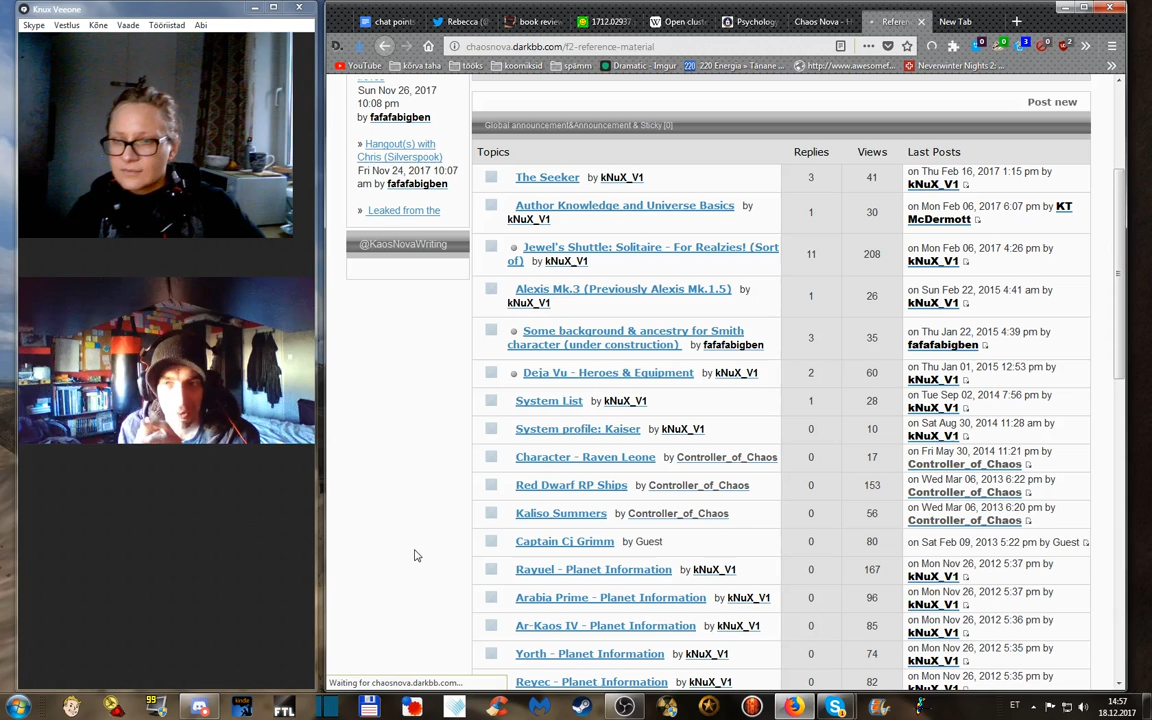 Knux Veeone
Skype Vestlus Kõne Vaade Tööriistad Abi
chat points
Rebecca (
book review
1712.02937
Open clust
Psycholog
Chaos Nova - H
Referen
New Tab
chaosnova.darkbb.com/f2-reference-material
YouTube kõrva taha tööks koomiksid spämm Dramatic - Imgur 220 Energia » Tänane ... http://www.awesomef... Neverwinter Nights 2: ...
Sun Nov 26, 2017
10:08 pm
by fafafabigben
» Hangout(s) with
Chris (Silverspook)
Fri Nov 24, 2017 10:07
am by fafafabigben
» Leaked from the
@KaosNovaWriting
Post new
Global announcement&Announcement & Sticky [0]
Topics Replies Views Last Posts
The Seeker by kNuX_V1 3 41 on Thu Feb 16, 2017 1:15 pm by
kNuX_V1
Author Knowledge and Universe Basics by
kNuX_V1 1 30 on Mon Feb 06, 2017 6:07 pm by KT
McDermott
Jewel's Shuttle: Solitaire - For Realzies! (Sort
of) by kNuX_V1 11 208 on Mon Feb 06, 2017 4:26 pm by
kNuX_V1
Alexis Mk.3 (Previously Alexis Mk.1.5) by
kNuX_V1 1 26 on Sun Feb 22, 2015 4:41 am by
kNuX_V1
Some background & ancestry for Smith
character (under construction) by fafafabigben 3 35 on Thu Jan 22, 2015 4:39 pm by
fafafabigben
Deja Vu - Heroes & Equipment by kNuX_V1 2 60 on Thu Jan 01, 2015 12:53 pm by
kNuX_V1
System List by kNuX_V1 1 28 on Tue Sep 02, 2014 7:56 pm by
kNuX_V1
System profile: Kaiser by kNuX_V1 0 10 on Sat Aug 30, 2014 11:28 am by
kNuX_V1
Character - Raven Leone by Controller_of_Chaos 0 17 on Fri May 30, 2014 11:21 pm by
Controller_of_Chaos
Red Dwarf RP Ships by Controller_of_Chaos 0 153 on Wed Mar 06, 2013 6:22 pm by
Controller_of_Chaos
Kaliso Summers by Controller_of_Chaos 0 56 on Wed Mar 06, 2013 6:20 pm by
Controller_of_Chaos
Captain Cj Grimm by Guest 0 80 on Sat Feb 09, 2013 5:22 pm by Guest
Rayuel - Planet Information by kNuX_V1 0 167 on Mon Nov 26, 2012 5:37 pm by
kNuX_V1
Arabia Prime - Planet Information by kNuX_V1 0 96 on Mon Nov 26, 2012 5:37 pm by
kNuX_V1
Ar-Kaos IV - Planet Information by kNuX_V1 0 85 on Mon Nov 26, 2012 5:36 pm by
kNuX_V1
Yorth - Planet Information by kNuX_V1 0 74 on Mon Nov 26, 2012 5:35 pm by
kNuX_V1
Reyec - Planet Information by kNuX_V1 0 82 on Mon Nov 26, 2012 5:35 pm by
kNuX_V1
Waiting for chaosnova.darkbb.com...
99
kindle
FTL
ET
14:57
18.12.2017